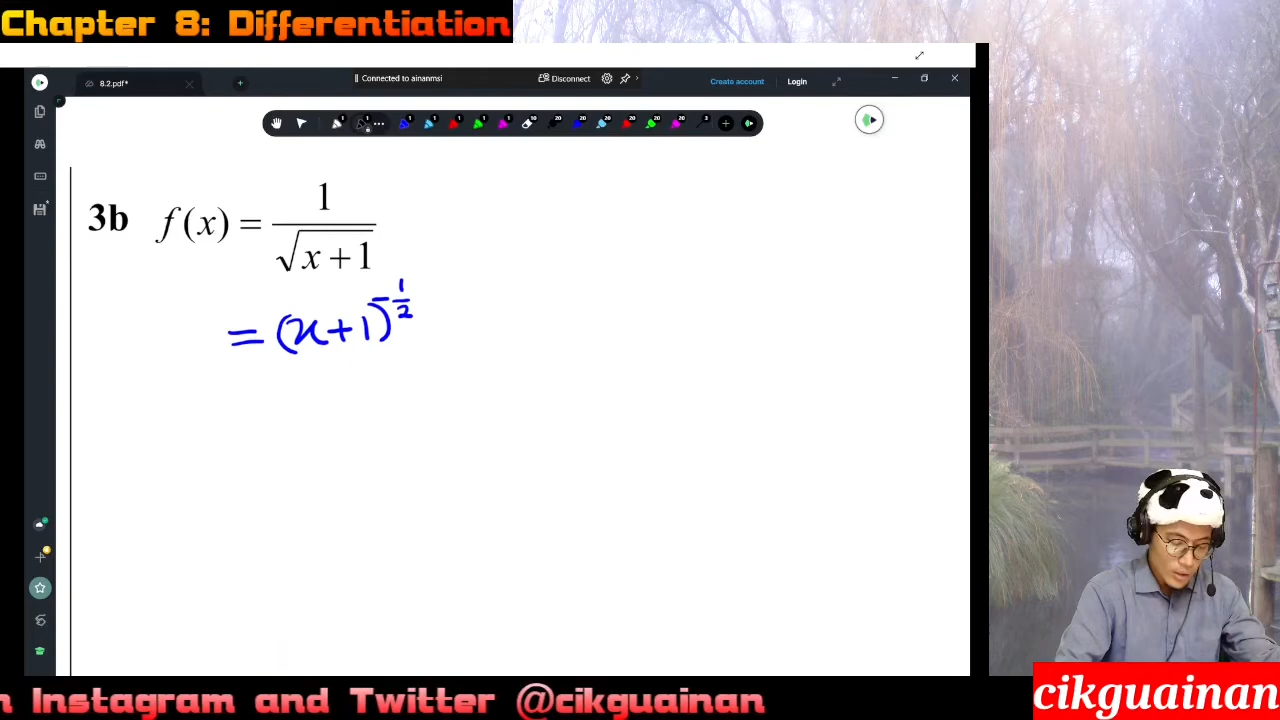 Chapter 8: Differentiation
8.2.pdf*
Connected to ainanmsi
Disconnect
Create account
Login
3b f(x) = 1/√(x+1)
= (x+1)^(-1/2)
n Instagram and Twitter @cikguainan
cikguainan